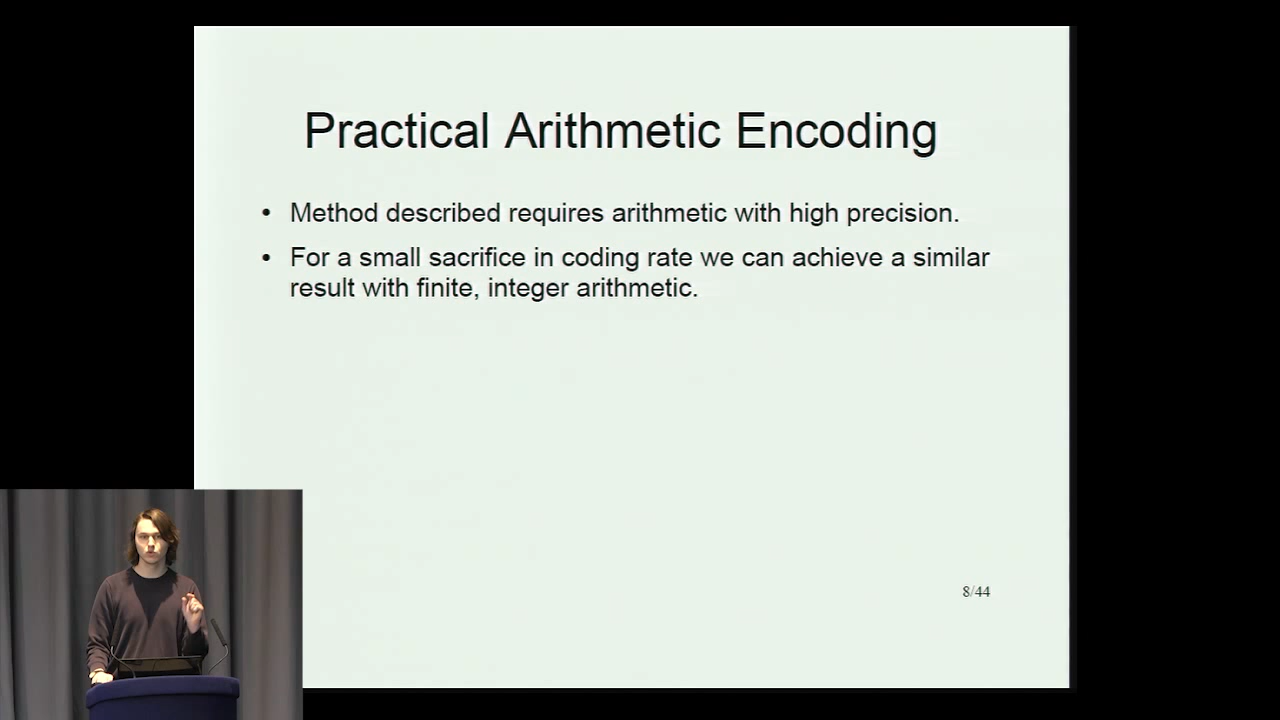 Practical Arithmetic Encoding
• Method described requires arithmetic with high precision.
• For a small sacrifice in coding rate we can achieve a similar
result with finite, integer arithmetic.
8/44